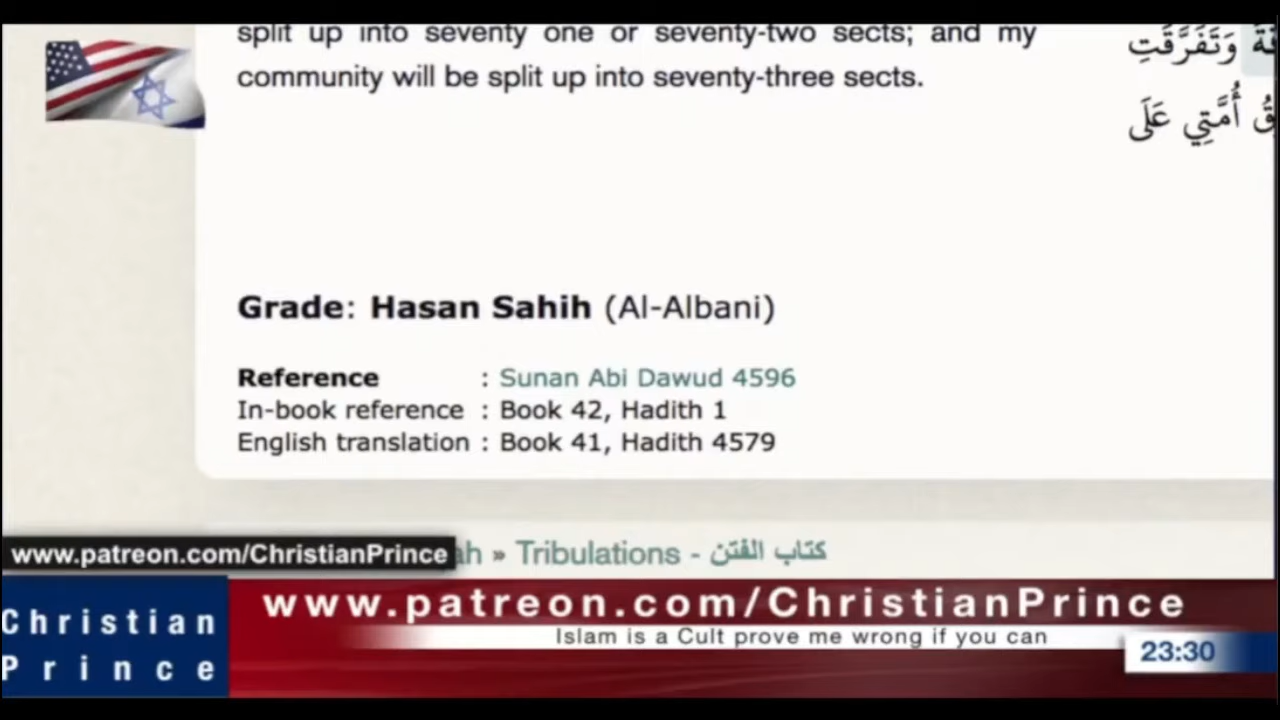 split up into seventy one or seventy-two sects; and my
community will be split up into seventy-three sects.
وَتَفَرَّقَتِ
أُمَّتِي عَلَى
Grade: Hasan Sahih (Al-Albani)
Reference : Sunan Abi Dawud 4596
In-book reference : Book 42, Hadith 1
English translation : Book 41, Hadith 4579
» Tribulations - كتاب الفتن
www.patreon.com/ChristianPrince
www.patreon.com/ChristianPrince
Islam is a Cult prove me wrong if you can
Christian
Prince
23:30